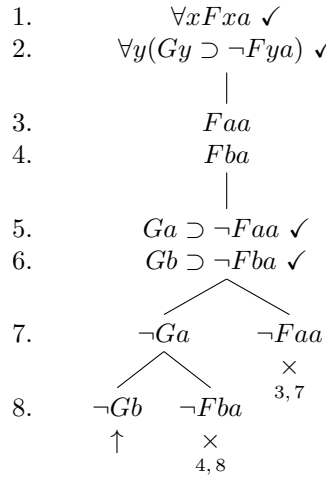 1. ∀xFxa ✓
2. ∀y(Gy ⊃ ¬Fya) ✓
3. Faa
4. Fba
5. Ga ⊃ ¬Faa ✓
6. Gb ⊃ ¬Fba ✓
7. ¬Ga ¬Faa
×
3, 7
8. ¬Gb ¬Fba
↑ ×
4, 8